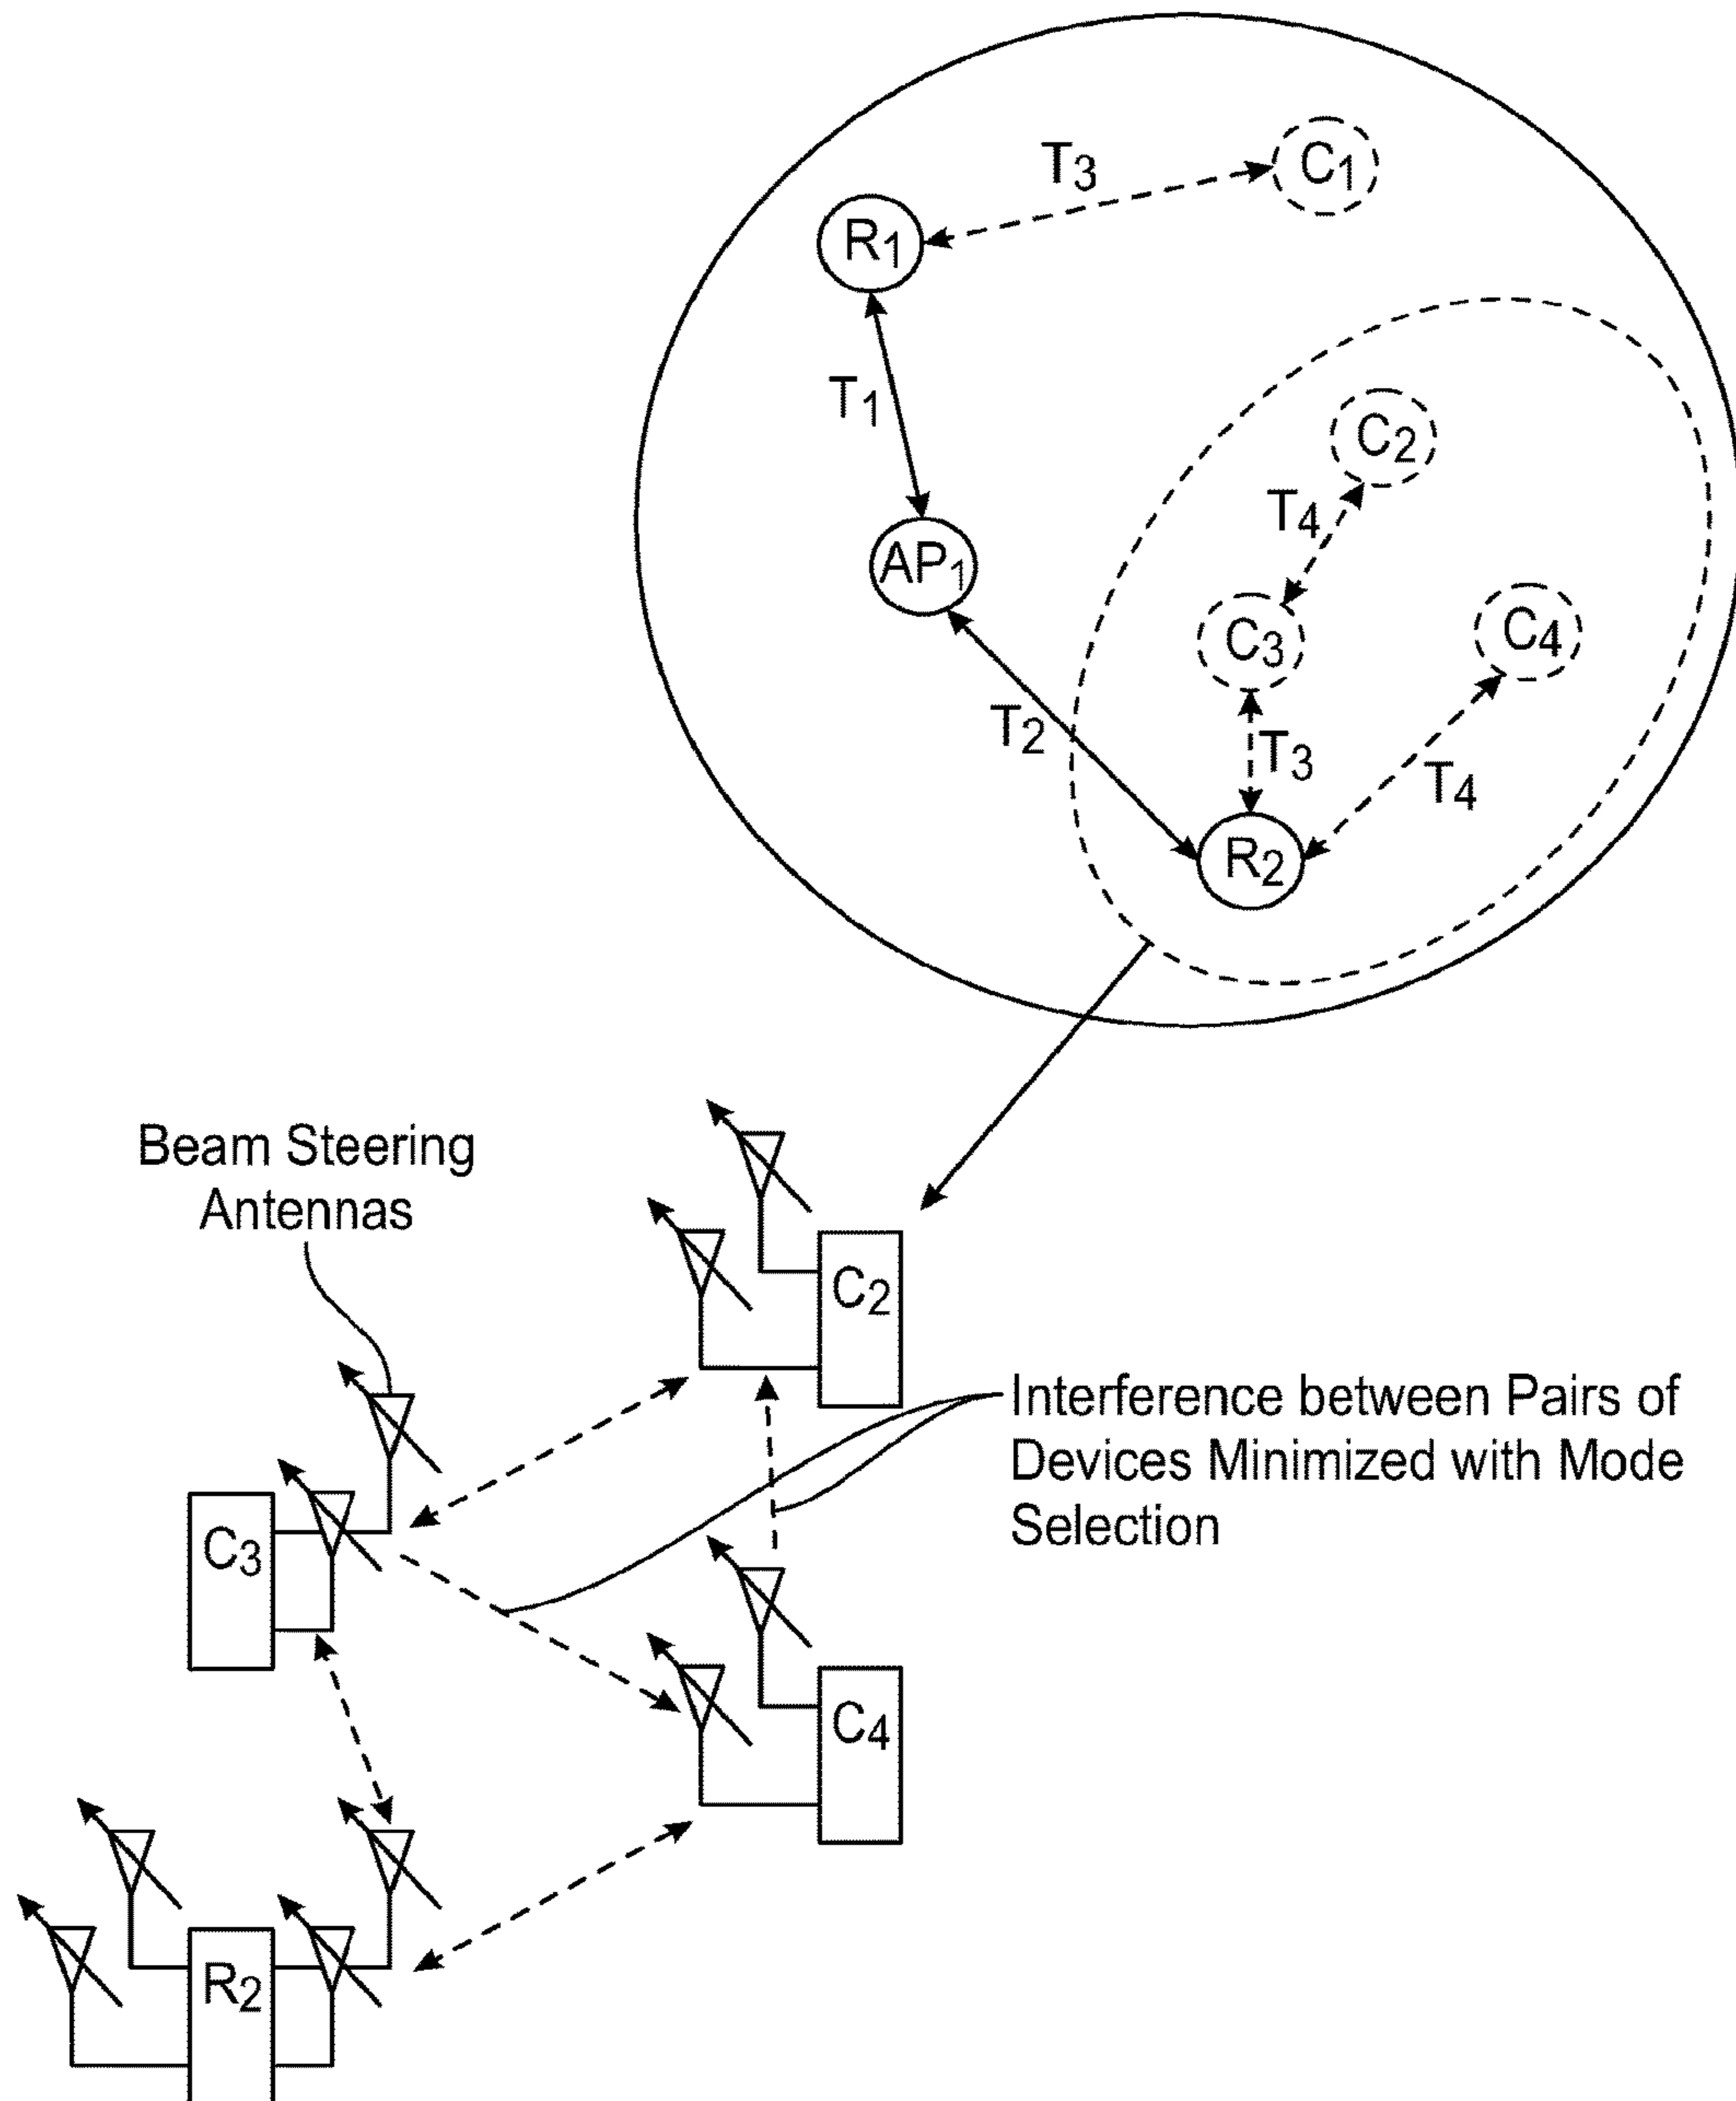 T3
C1
R1
T1
C2
T4
AP1
C3
C4
T2
T3
T4
R2
Beam Steering
Antennas
C2
Interference between Pairs of
Devices Minimized with Mode
Selection
C3
C4
R2